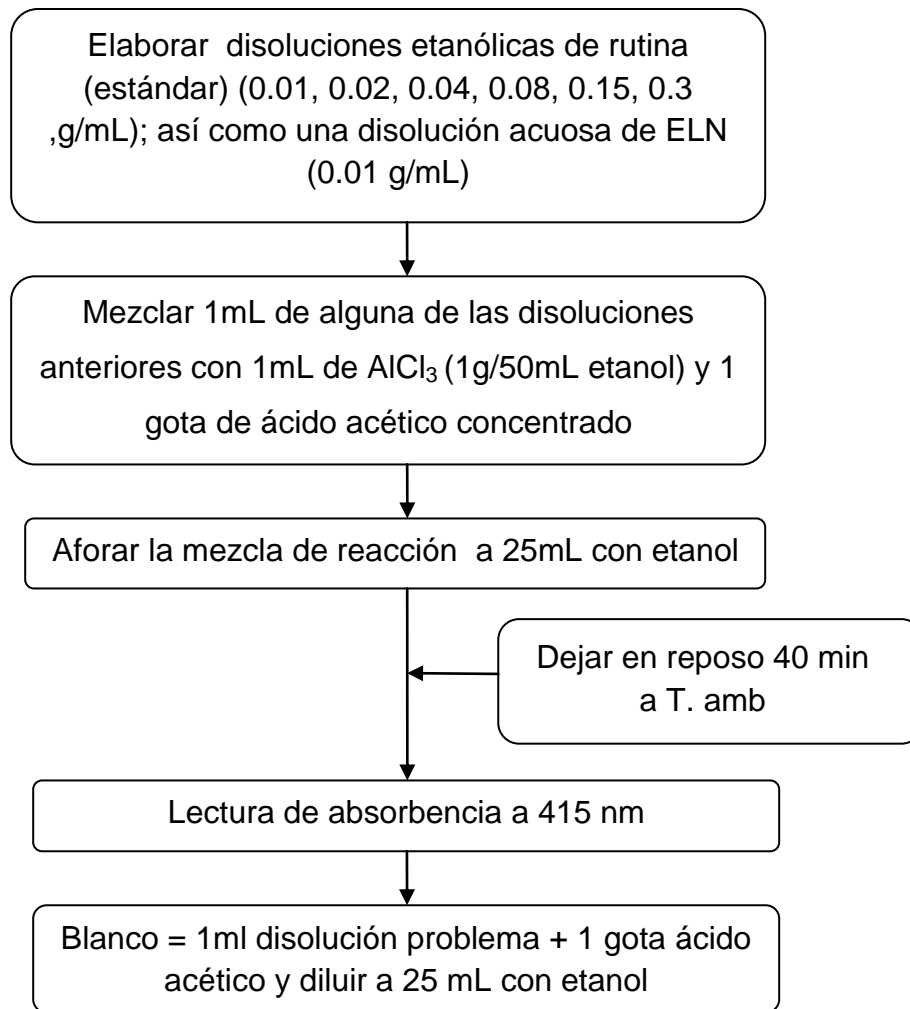 Elaborar disoluciones etanólicas de rutina
(estándar) (0.01, 0.02, 0.04, 0.08, 0.15, 0.3
,g/mL); así como una disolución acuosa de ELN
(0.01 g/mL)
Mezclar 1mL de alguna de las disoluciones
anteriores con 1mL de AlCl₃ (1g/50mL etanol) y 1
gota de ácido acético concentrado
Aforar la mezcla de reacción a 25mL con etanol
Dejar en reposo 40 min
a T. amb
Lectura de absorbencia a 415 nm
Blanco = 1ml disolución problema + 1 gota ácido
acético y diluir a 25 mL con etanol